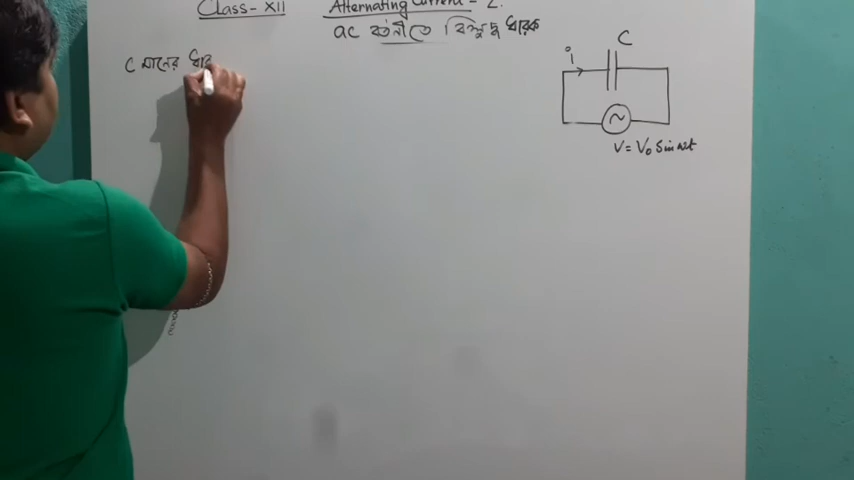 Class - XII
Alternating Current - 2.
ac বর্তনীতে বিশুদ্ধ ধারক
C মানের ধার
C
i
V = V₀ Sin ωt